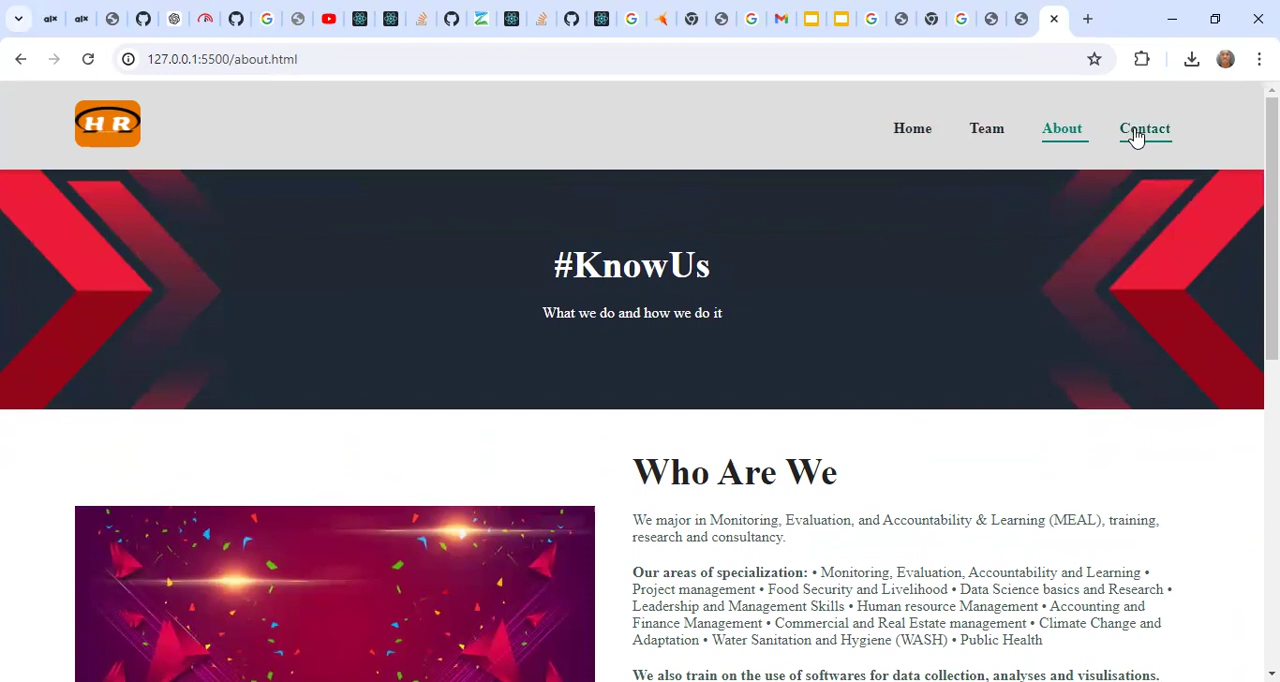 alx
alx
127.0.0.1:5500/about.html
H R
Home Team About Contact
#KnowUs
What we do and how we do it
Who Are We
We major in Monitoring, Evaluation, and Accountability & Learning (MEAL), training,
research and consultancy.
Our areas of specialization: • Monitoring, Evaluation, Accountability and Learning •
Project management • Food Security and Livelihood • Data Science basics and Research •
Leadership and Management Skills • Human resource Management • Accounting and
Finance Management • Commercial and Real Estate management • Climate Change and
Adaptation • Water Sanitation and Hygiene (WASH) • Public Health
We also train on the use of softwares for data collection, analyses and visulisations.